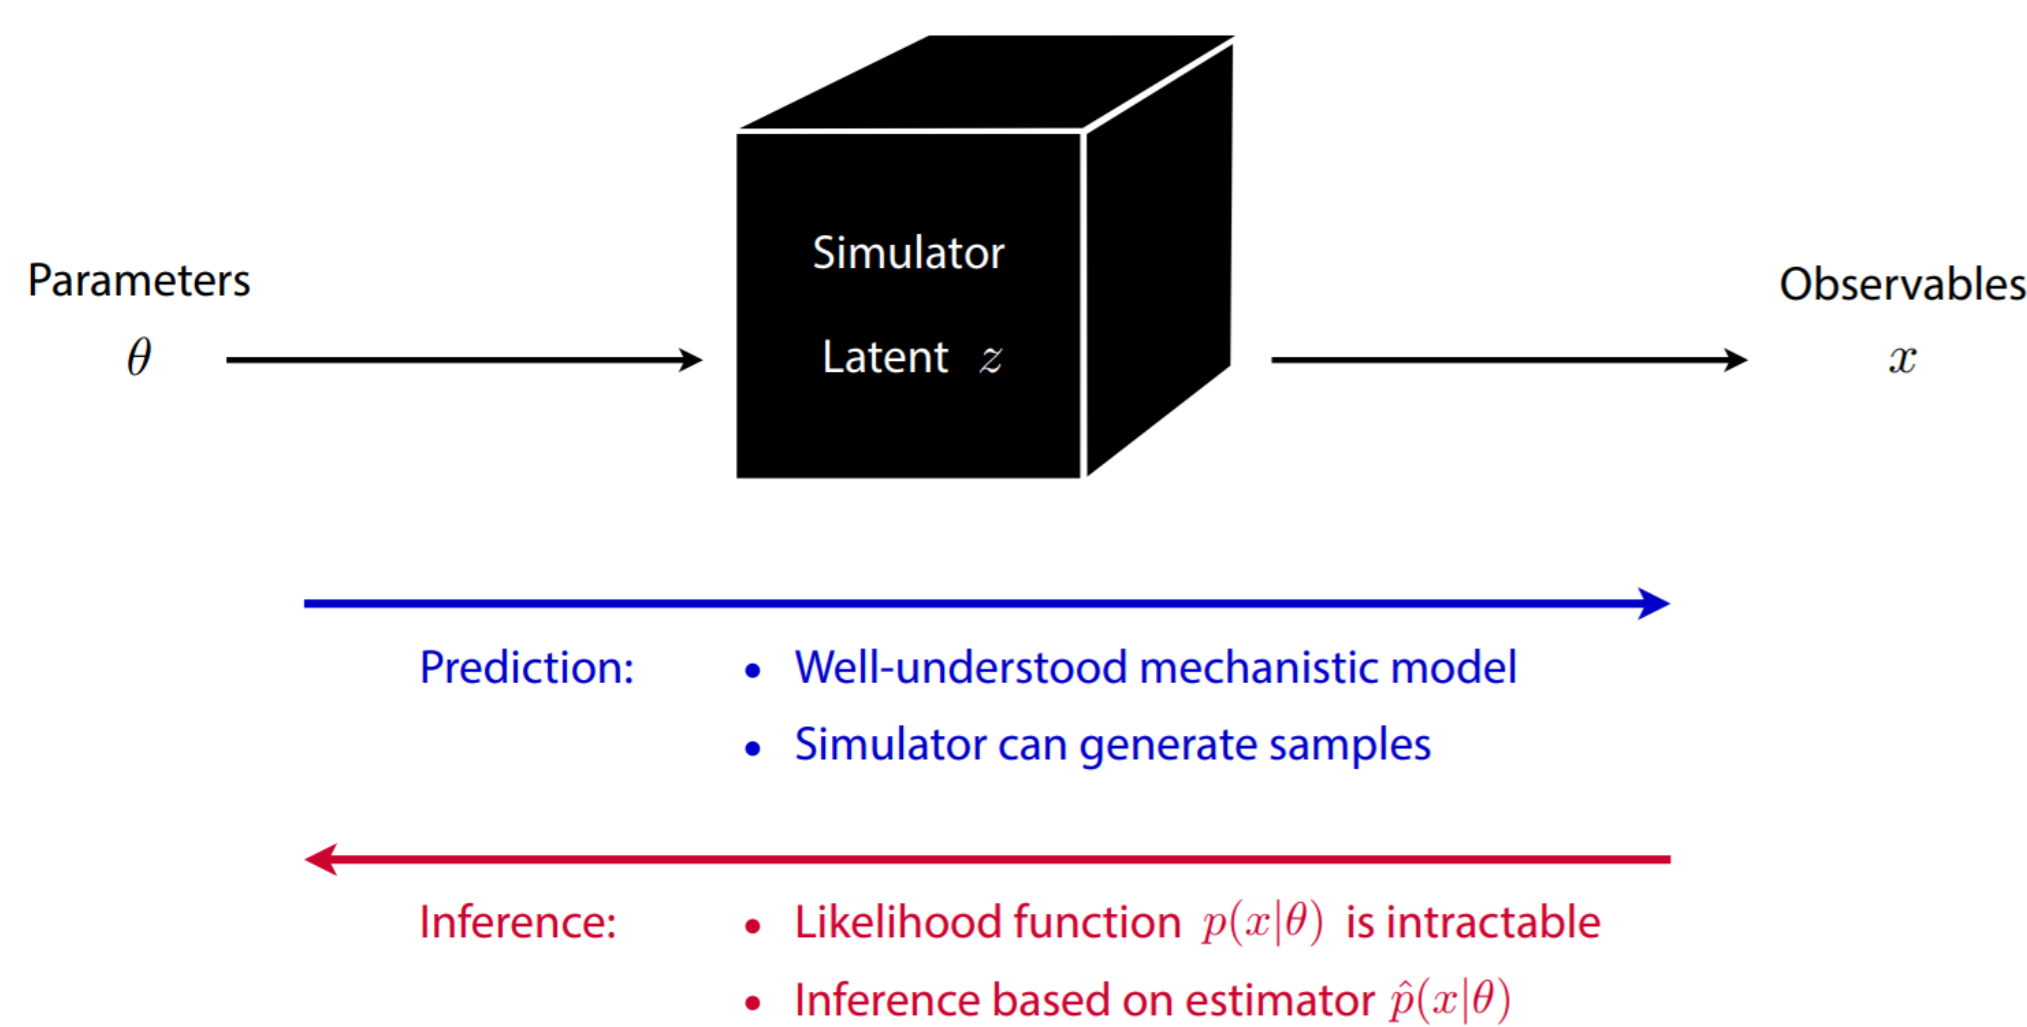 Simulator
Parameters
Observables
θ
Latent z
x
Prediction:
• Well-understood mechanistic model
• Simulator can generate samples
Inference:
• Likelihood function p(x|θ) is intractable
• Inference based on estimator p̂(x|θ)